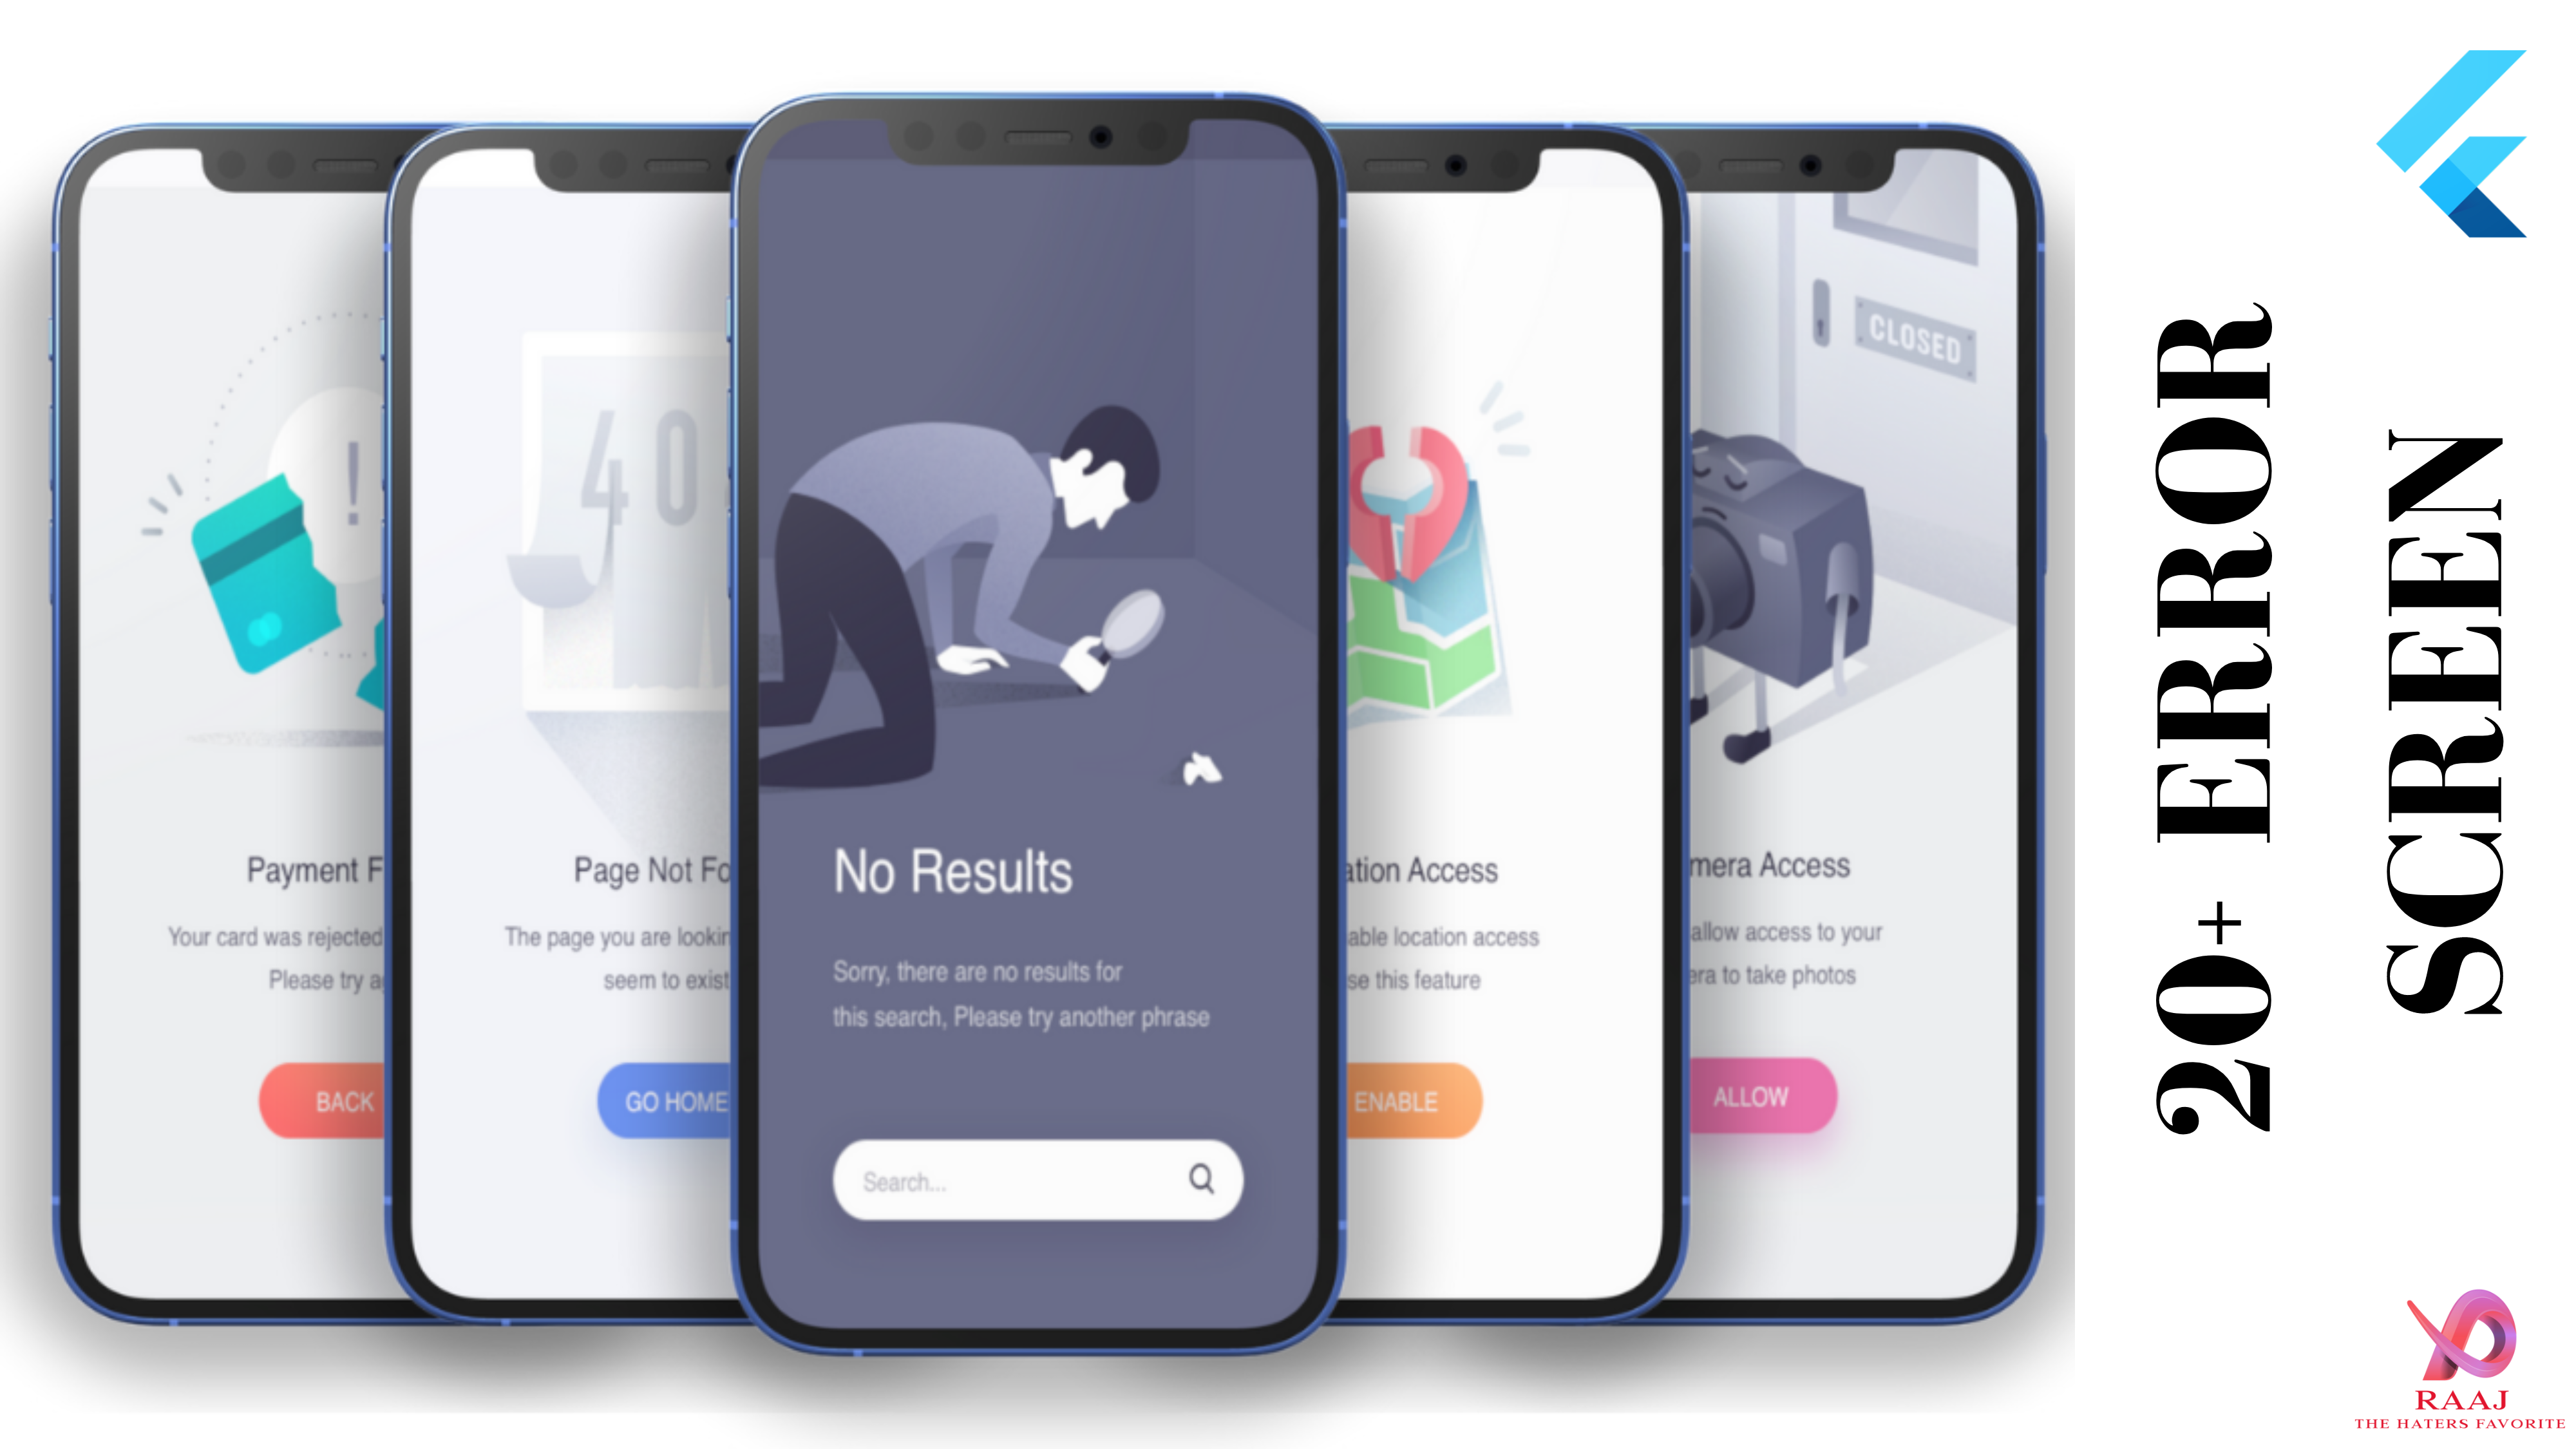 Payment F
Your card was rejected
Please try a
BACK
40
Page Not Fo
The page you are lookin
seem to exist
GO HOME
No Results
Sorry, there are no results for
this search, Please try another phrase
Search...
ation Access
able location access
se this feature
ENABLE
CLOSED
mera Access
allow access to your
era to take photos
ALLOW
20+ ERROR
SCREEN
RAAJ
THE HATERS FAVORITE